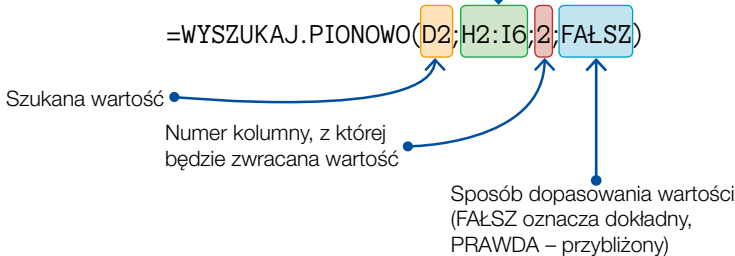 =WYSZUKAJ.PIONOWO(D2;H2:I6;2;FAŁSZ)
Szukana wartość
Numer kolumny, z której
będzie zwracana wartość
Sposób dopasowania wartości
(FAŁSZ oznacza dokładny,
PRAWDA – przybliżony)